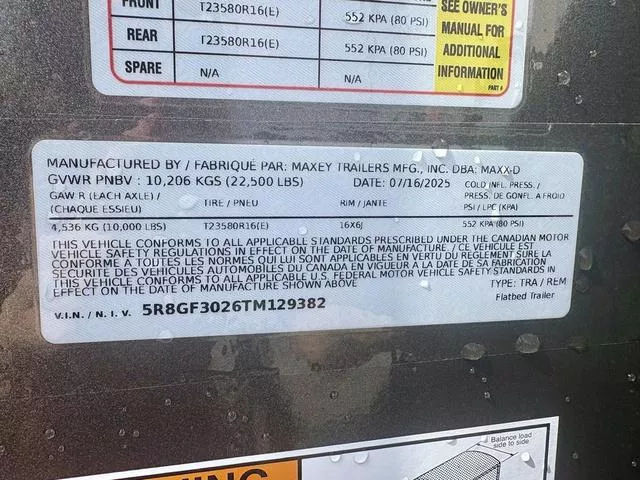 FRONT T23580R16(E) 552 KPA (80 PSI) SEE OWNER'S
MANUAL FOR
REAR T23580R16(E) 552 KPA (80 PSI) ADDITIONAL
SPARE N/A N/A INFORMATION
PART #
MANUFACTURED BY / FABRIQUÉ PAR: MAXEY TRAILERS MFG., INC. DBA: MAXX-D
GVWR PNBV : 10,206 KGS (22,500 LBS) DATE: 07/16/2025 COLD INFL. PRESS. /
GAW R (EACH AXLE) / TIRE / PNEU RIM / JANTE PRESS. DE GONFL. A FROID
(CHAQUE ESSIEU) PSI / LPC (KPA)
4,536 KG (10,000 LBS) T23580R16(E) 16X6J 552 KPA(80 PSI)
THIS VEHICLE CONFORMS TO ALL APPLICABLE STANDARDS PRESCRIBED UNDER THE CANADIAN MOTOR
VEHICLE SAFETY REGULATIONS IN EFFECT ON THE DATE OF MANUFACTURE. / CE VEHICULE EST
CONFORME A TOUTES LES NORMES QUI LUI SONT APPLICABLES EN VERTU DU REGLEMENT SUR LA
SECURITE DES VEHICULES AUTOMOBILES DU CANADA EN VIGUEUR A LA DATE DE SA FABRICATION
THIS VEHICLE CONFORMS TO ALL APPLICABLE U.S. FEDERAL MOTOR VEHICLE SAFETY STANDARDS IN
EFFECT ON THE DATE OF MANUFACTURE SHOWN ABOVE
TYPE: TRA / REM
V.I.N. / N. I. V. 5R8GF3026TM129382 Flatbed Trailer
Balance load
side to side